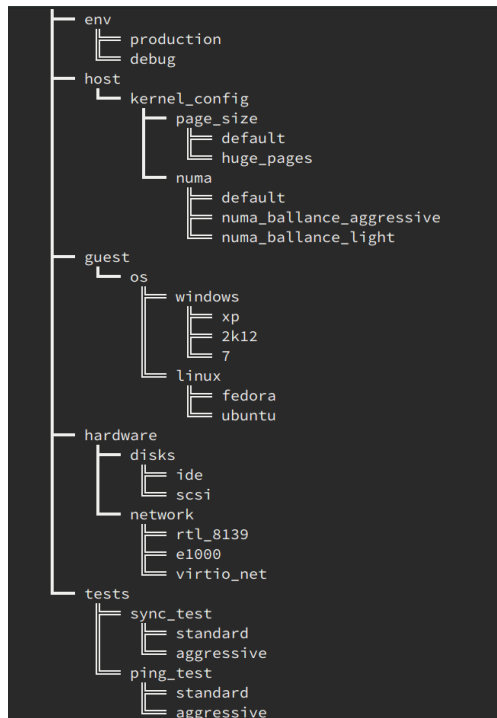 env
production
debug
host
kernel_config
page_size
default
huge_pages
numa
default
numa_ballance_aggressive
numa_ballance_light
guest
os
windows
xp
2k12
7
linux
fedora
ubuntu
hardware
disks
ide
scsi
network
rtl_8139
e1000
virtio_net
tests
sync_test
standard
aggressive
ping_test
standard
aggressive